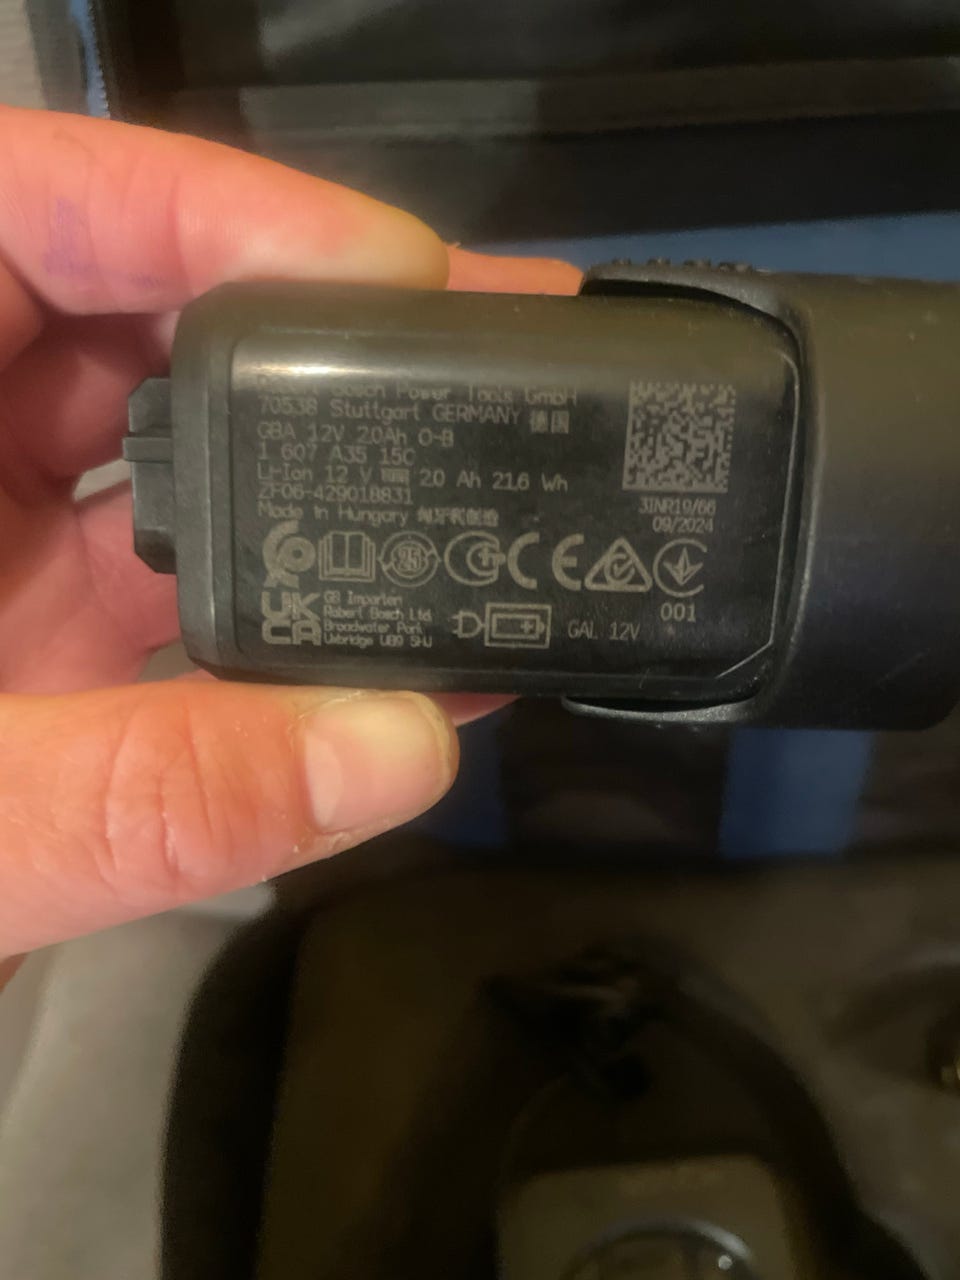 Bosch Power Tools GmbH
70538 Stuttgart GERMANY 德国
GBA 12V 2.0Ah O-B
1 607 A35 15C
Li-Ion 12 V 2.0 Ah 21.6 Wh
ZF06-429018831
Made in Hungary 匈牙利制造
3INR19/66
09/2024
25
CE
001
UK
CA
GB Importer:
Robert Bosch Ltd.
Broadwater Park
Uxbridge UB9 5HJ
GAL 12V